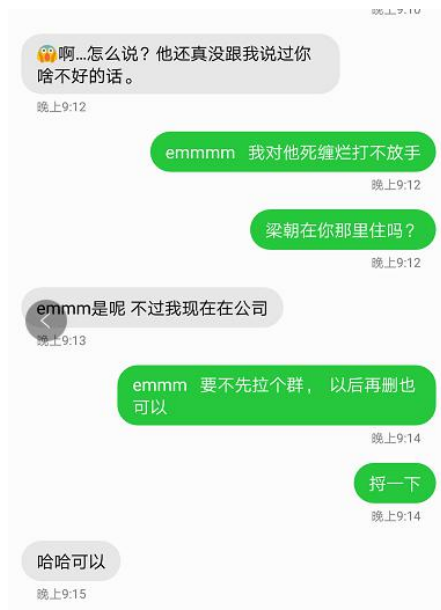 晚上9:10
😱啊…怎么说？他还真没跟我说过你
啥不好的话。
晚上9:12
emmmm 我对他死缠烂打不放手
晚上9:12
梁朝在你那里住吗？
晚上9:12
emmm是呢 不过我现在在公司
晚上9:13
emmm 要不先拉个群， 以后再删也
可以
晚上9:14
捋一下
晚上9:14
哈哈可以
晚上9:15